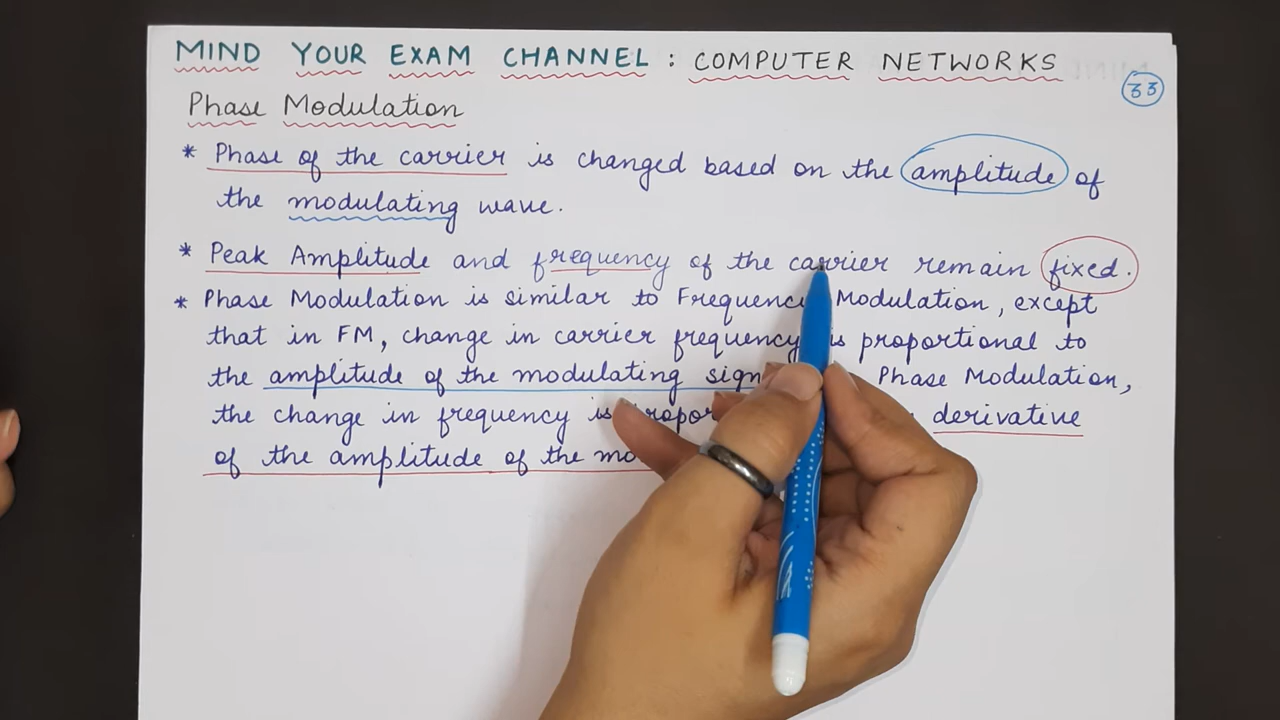 MIND YOUR EXAM CHANNEL : COMPUTER NETWORKS
33
Phase Modulation
* Phase of the carrier is changed based on the amplitude of
the modulating wave.
* Peak Amplitude and frequency of the carrier remain fixed.
* Phase Modulation is similar to Frequency Modulation, except
that in FM, change in carrier frequency is proportional to
the amplitude of the modulating Phase Modulation,
the change in frequency is derivative
of the amplitude of the